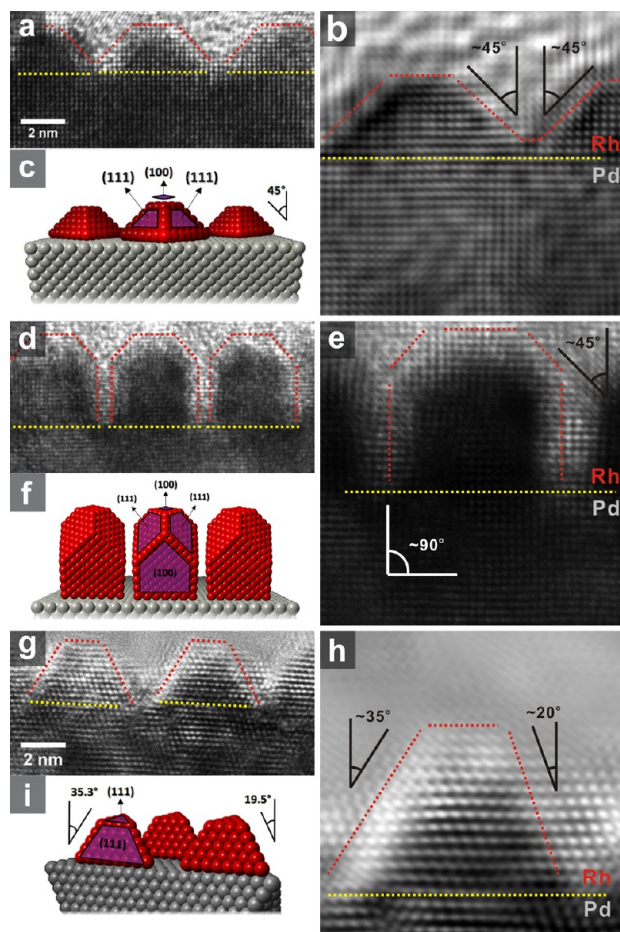 a
2 nm
b
~45°
~45°
Rh
Pd
c
(111)
(100)
(111)
45°
d
e
~45°
Rh
Pd
~90°
f
(111)
(100)
(111)
(100)
g
2 nm
h
~35°
~20°
Rh
Pd
i
35.3°
(111)
19.5°
(111)